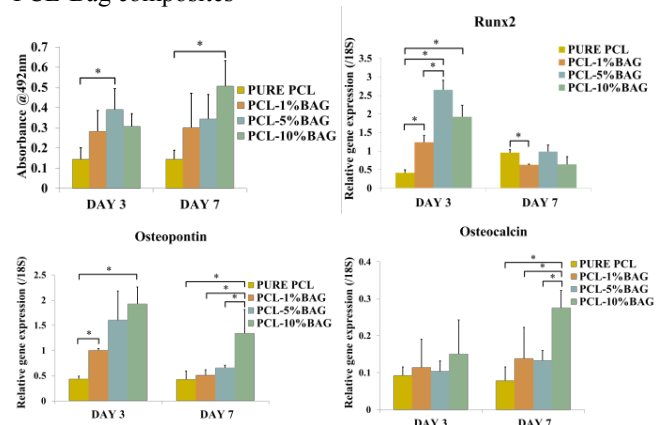 PCL-Bag composites
Absorbance @492nm
0.7
0.6
0.5
0.4
0.3
0.2
0.1
0
*
*
PURE PCL
PCL-1%BAG
PCL-5%BAG
PCL-10%BAG
DAY 3
DAY 7
Runx2
Relative gene expression (/18S)
3.5
3
2.5
2
1.5
1
0.5
0
*
*
*
*
*
PURE PCL
PCL-1%BAG
PCL-5%BAG
PCL-10%BAG
DAY 3
DAY 7
Osteopontin
Relative gene expression (/18S)
2.5
2
1.5
1
0.5
0
*
*
*
*
*
PURE PCL
PCL-1%BAG
PCL-5%BAG
PCL-10%BAG
DAY 3
DAY 7
Osteocalcin
Relative gene expression (/18S)
0.4
0.3
0.2
0.1
0
*
*
*
PURE PCL
PCL-1%BAG
PCL-5%BAG
PCL-10%BAG
DAY 3
DAY 7